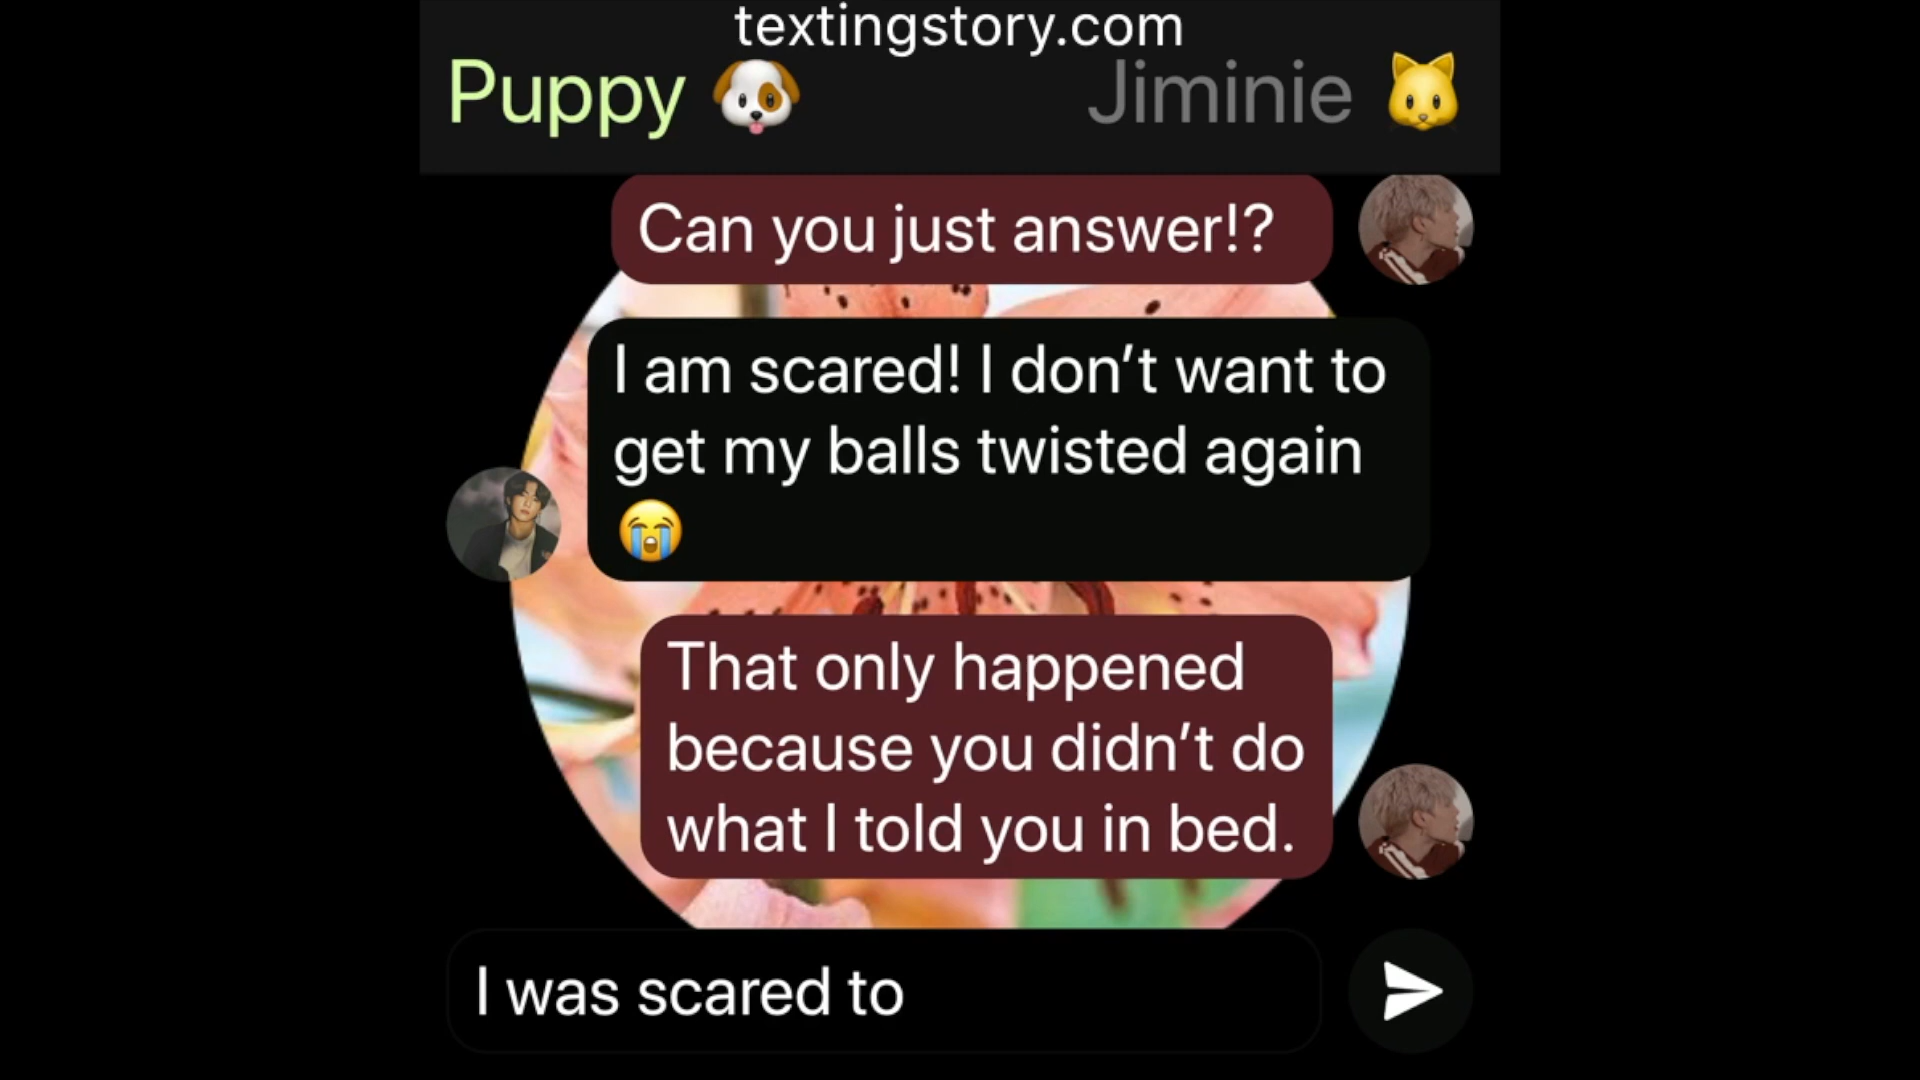 textingstory.com
Puppy 🐶 Jiminie 🐱
Can you just answer!?
I am scared! I don’t want to
get my balls twisted again
😭
That only happened
because you didn’t do
what I told you in bed.
I was scared to